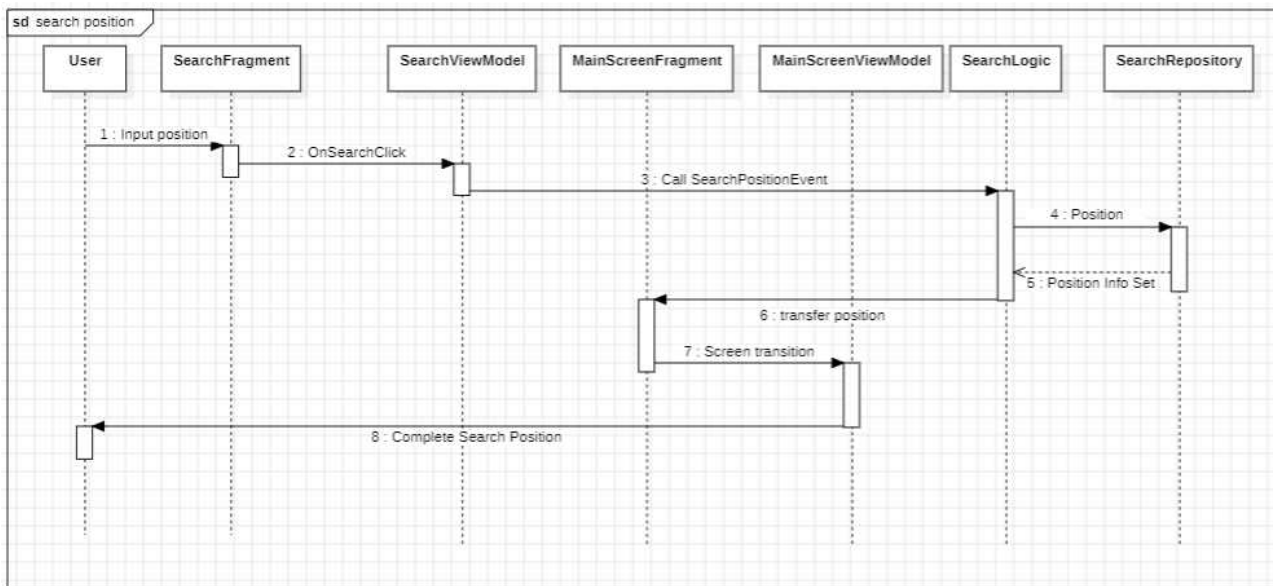 sd search position
User
SearchFragment
SearchViewModel
MainScreenFragment
MainScreenViewModel
SearchLogic
SearchRepository
1 : Input position
2 : OnSearchClick
3 : Call SearchPositionEvent
4 : Position
5 : Position Info Set
6 : transfer position
7 : Screen transition
8 : Complete Search Position